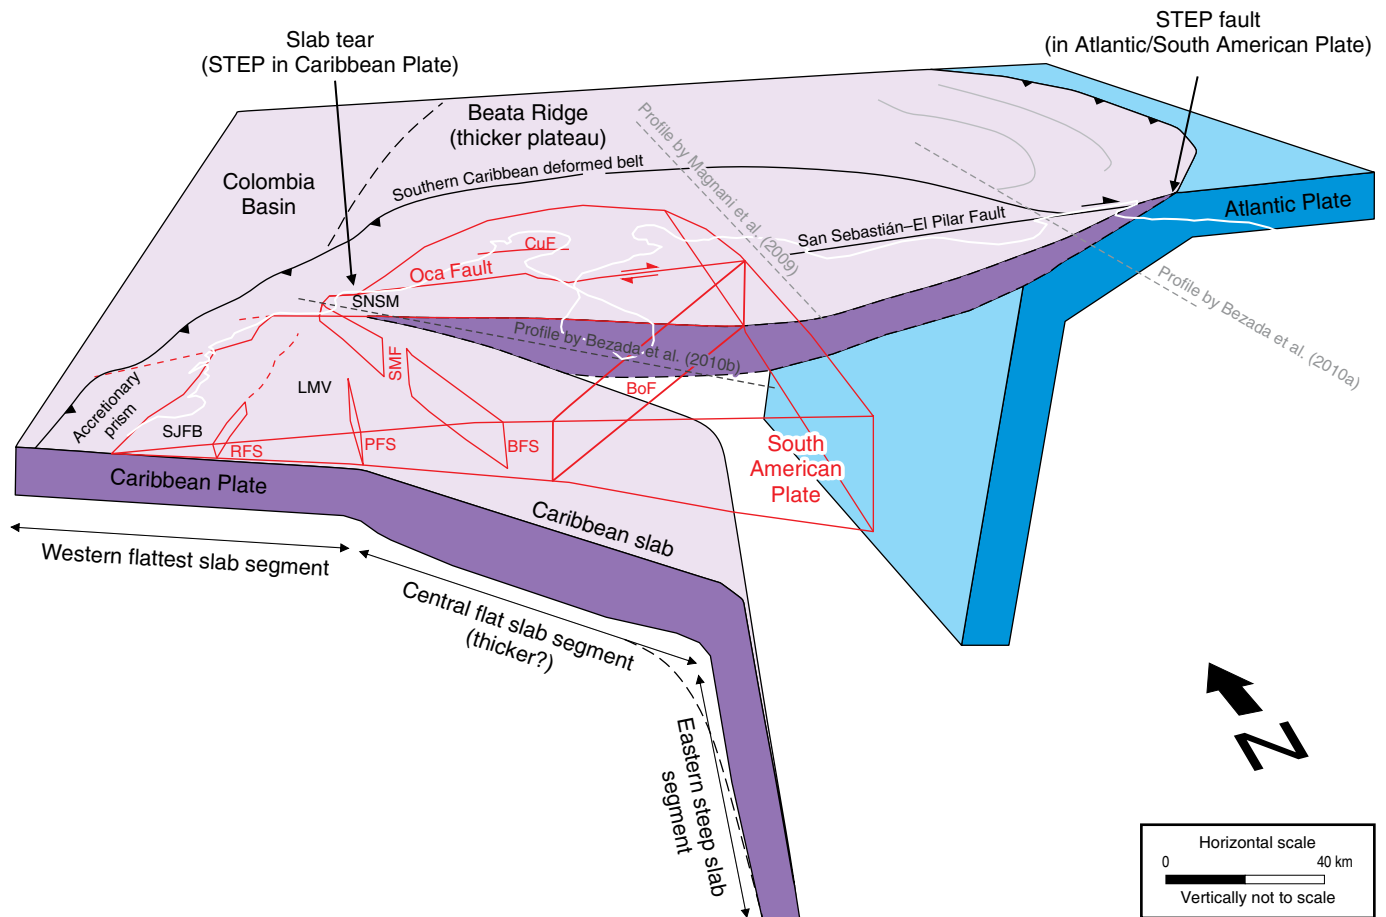 STEP fault
(in Atlantic/South American Plate)
Slab tear
(STEP in Caribbean Plate)
Beata Ridge
(thicker plateau)
Profile by Magnani et al. (2009)
Colombia
Basin
Southern Caribbean deformed belt
Atlantic Plate
San Sebastián–El Pilar Fault
CuF
Oca Fault
SNSM
Profile by Bezada et al. (2010a)
Profile by Bezada et al. (2010b)
SMF
BoF
LMV
Accretionary
prism
SJFB
RFS
PFS
BFS
South
American
Plate
Caribbean Plate
Caribbean slab
Western flattest slab segment
Central flat slab segment
(thicker?)
Eastern steep slab
segment
N
Horizontal scale
0 40 km
Vertically not to scale